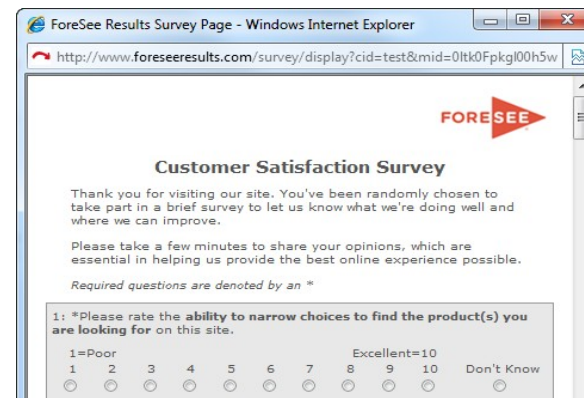 ForeSee Results Survey Page - Windows Internet Explorer
http://www.foreseeresults.com/survey/display?cid=test&mid=0Itk0Fpkgl00h5w
FORESEE
Customer Satisfaction Survey
Thank you for visiting our site. You've been randomly chosen to
take part in a brief survey to let us know what we're doing well and
where we can improve.
Please take a few minutes to share your opinions, which are
essential in helping us provide the best online experience possible.
Required questions are denoted by an *
1: *Please rate the ability to narrow choices to find the product(s) you
are looking for on this site.
1=Poor Excellent=10
1 2 3 4 5 6 7 8 9 10 Don't Know